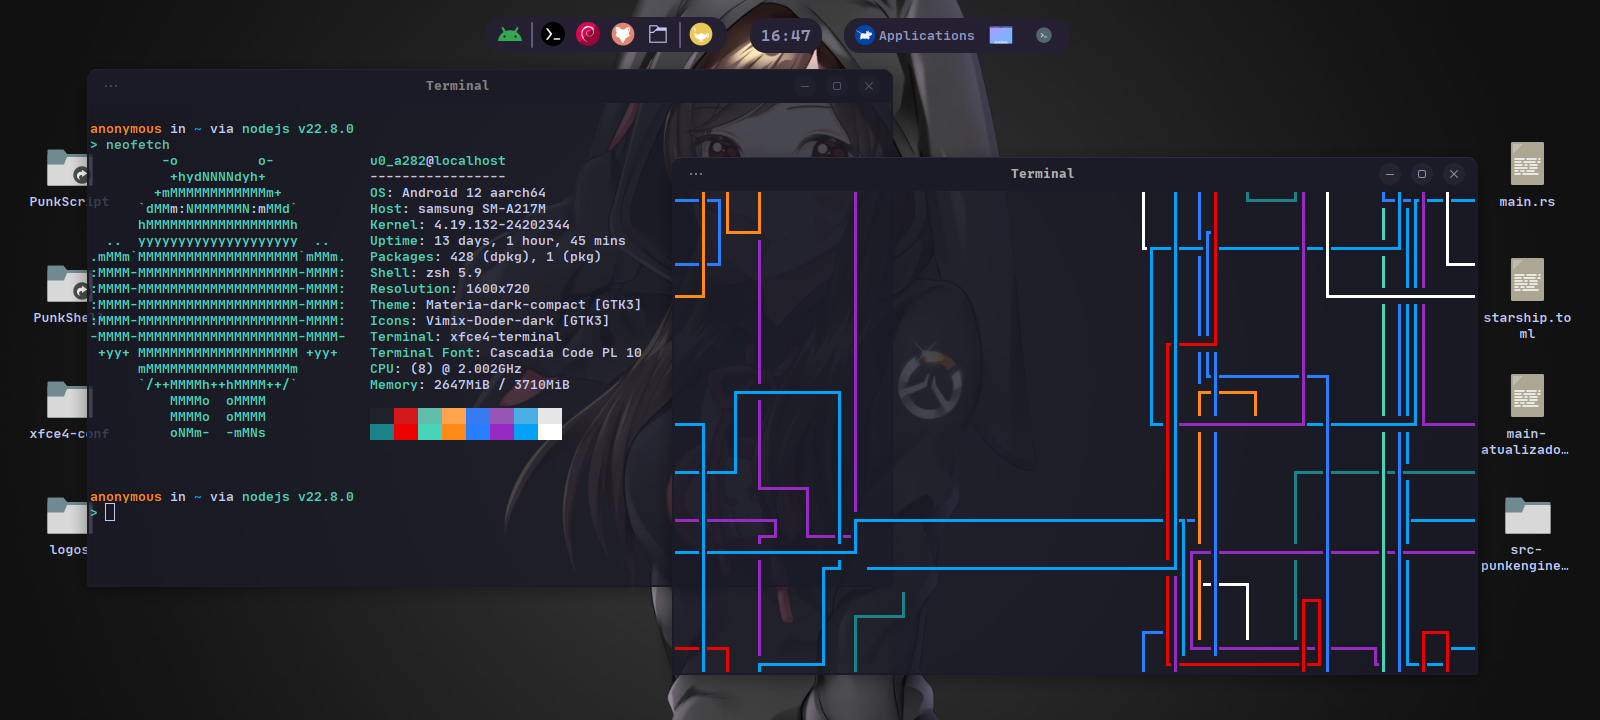 16:47
Applications
Terminal
anonymous in ~ via nodejs v22.8.0
> neofetch
-o          o-
+hydNNNNdyh+
+mMMMMMMMMMMMMm+
`dMMm:NMMMMMMN:mMMd`
hMMMMMMMMMMMMMMMMMMh
..  yyyyyyyyyyyyyyyyyyyy  ..
.mMMm`MMMMMMMMMMMMMMMMMMMM`mMMm.
:MMMM-MMMMMMMMMMMMMMMMMMMM-MMMM:
:MMMM-MMMMMMMMMMMMMMMMMMMM-MMMM:
:MMMM-MMMMMMMMMMMMMMMMMMMM-MMMM:
:MMMM-MMMMMMMMMMMMMMMMMMMM-MMMM:
-MMMM-MMMMMMMMMMMMMMMMMMMM-MMMM-
+yy+ MMMMMMMMMMMMMMMMMMMM +yy+
mMMMMMMMMMMMMMMMMMMm
`/++MMMMh++hMMMM++/`
MMMMo  oMMMM
MMMMo  oMMMM
oNMm-  -mMNs
u0_a282@localhost
-----------------
OS: Android 12 aarch64
Host: samsung SM-A217M
Kernel: 4.19.132-24202344
Uptime: 13 days, 1 hour, 45 mins
Packages: 428 (dpkg), 1 (pkg)
Shell: zsh 5.9
Resolution: 1600x720
Theme: Materia-dark-compact [GTK3]
Icons: Vimix-Doder-dark [GTK3]
Terminal: xfce4-terminal
Terminal Font: Cascadia Code PL 10
CPU: (8) @ 2.002GHz
Memory: 2647MiB / 3710MiB
anonymous in ~ via nodejs v22.8.0
>
Terminal
PunkScript
PunkShe
xfce4-conf
logos
main.rs
starship.to
ml
main-
atualizado…
src-
punkengine…